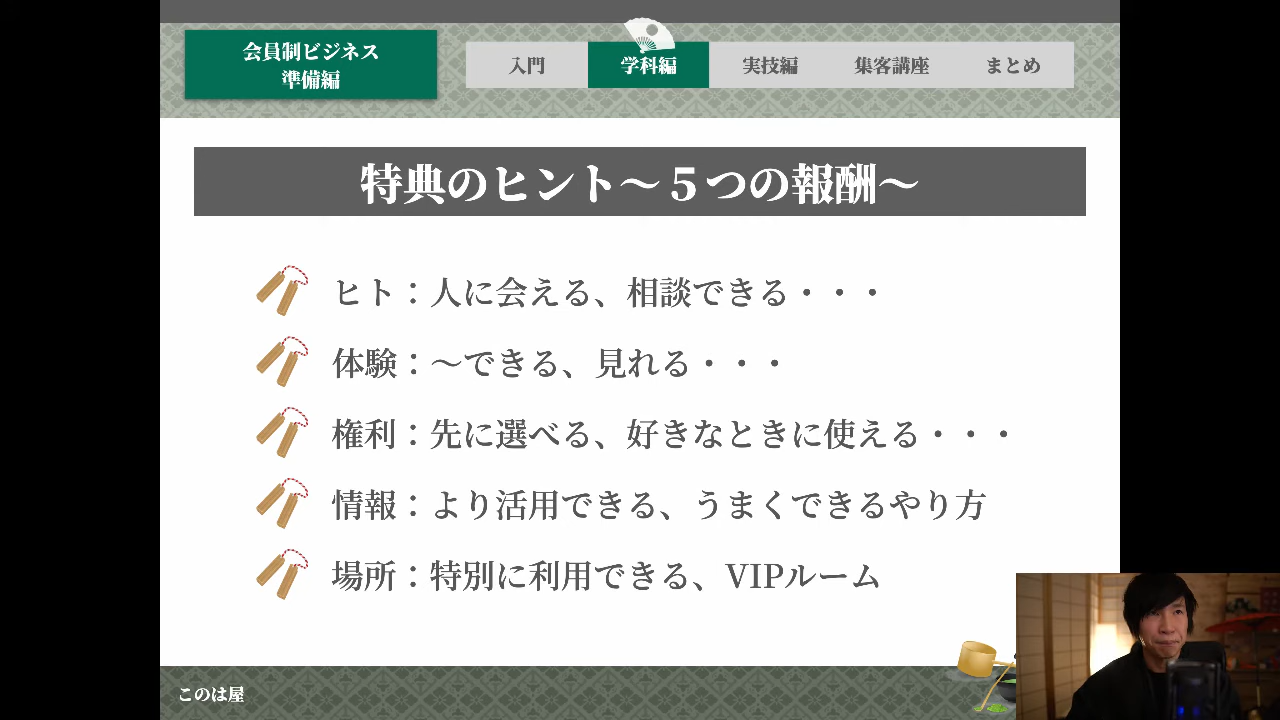 会員制ビジネス
準備編
入門
学科編
実技編
集客講座
まとめ
特典のヒント〜５つの報酬〜
ヒト：人に会える、相談できる・・・
体験：〜できる、見れる・・・
権利：先に選べる、好きなときに使える・・・
情報：より活用できる、うまくできるやり方
場所：特別に利用できる、VIPルーム
このは屋